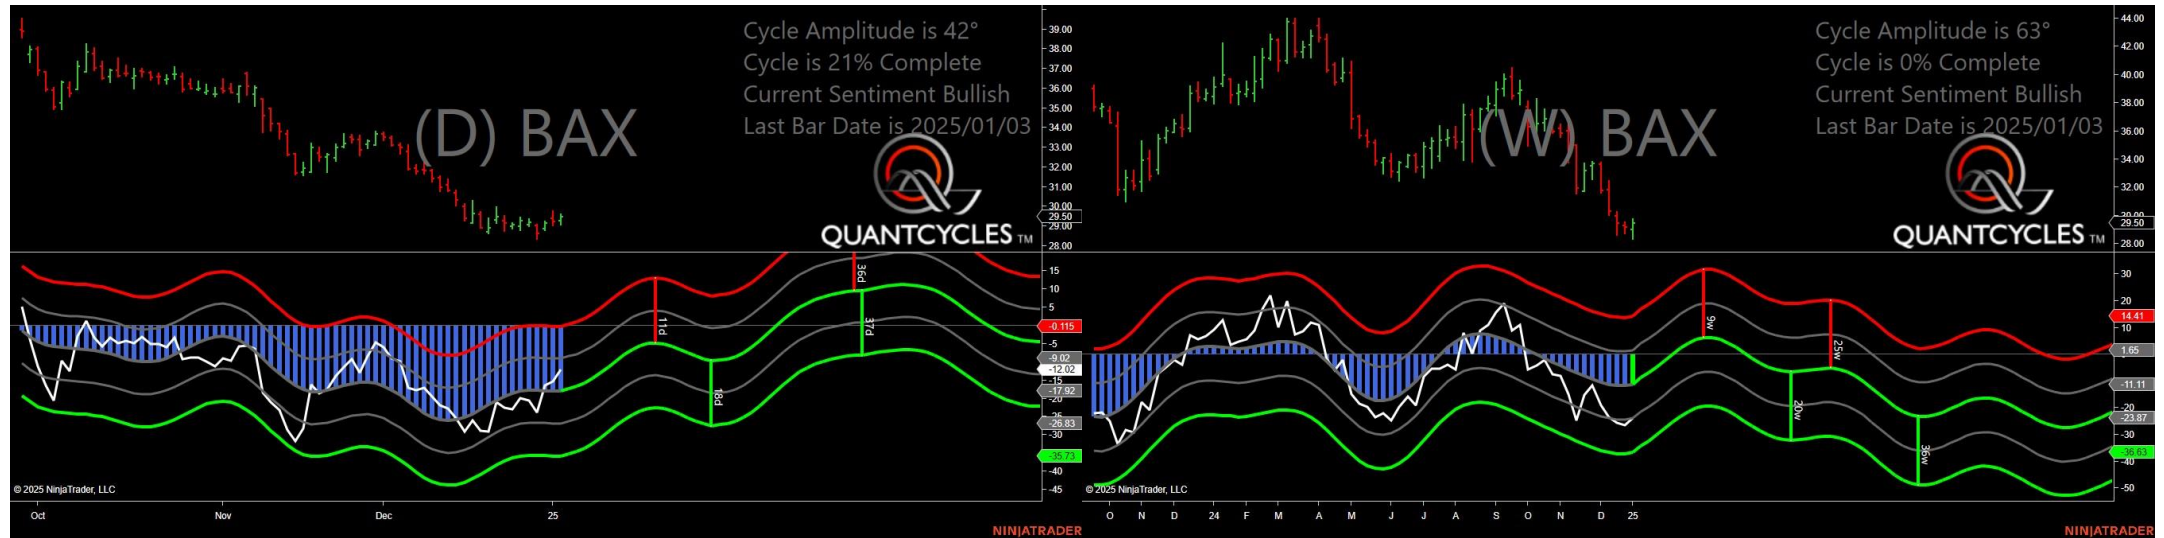 Cycle Amplitude is 42°
Cycle is 21% Complete
Current Sentiment Bullish
Last Bar Date is 2025/01/03
(D) BAX
QUANTCYCLES TM
39.00
38.00
37.00
36.00
35.00
34.00
33.00
32.00
31.00
30.00
29.50
29.00
28.00
11d
18d
36d
37d
15
10
5
-0.115
-5
-9.02
-12.02
-15
-17.92
-20
-26.83
-30
-35.73
-40
-45
© 2025 NinjaTrader, LLC
Oct Nov Dec 25
NINJATRADER
Cycle Amplitude is 63°
Cycle is 0% Complete
Current Sentiment Bullish
Last Bar Date is 2025/01/03
(W) BAX
QUANTCYCLES TM
44.00
42.00
40.00
38.00
36.00
34.00
32.00
30.00
29.50
28.00
9w
20w
25w
36w
30
20
14.41
10
1.65
-11.11
-20
-23.87
-30
-36.63
-40
-50
© 2025 NinjaTrader, LLC
O N D 24 F M A M J J A S O N D 25
NINJATRADER